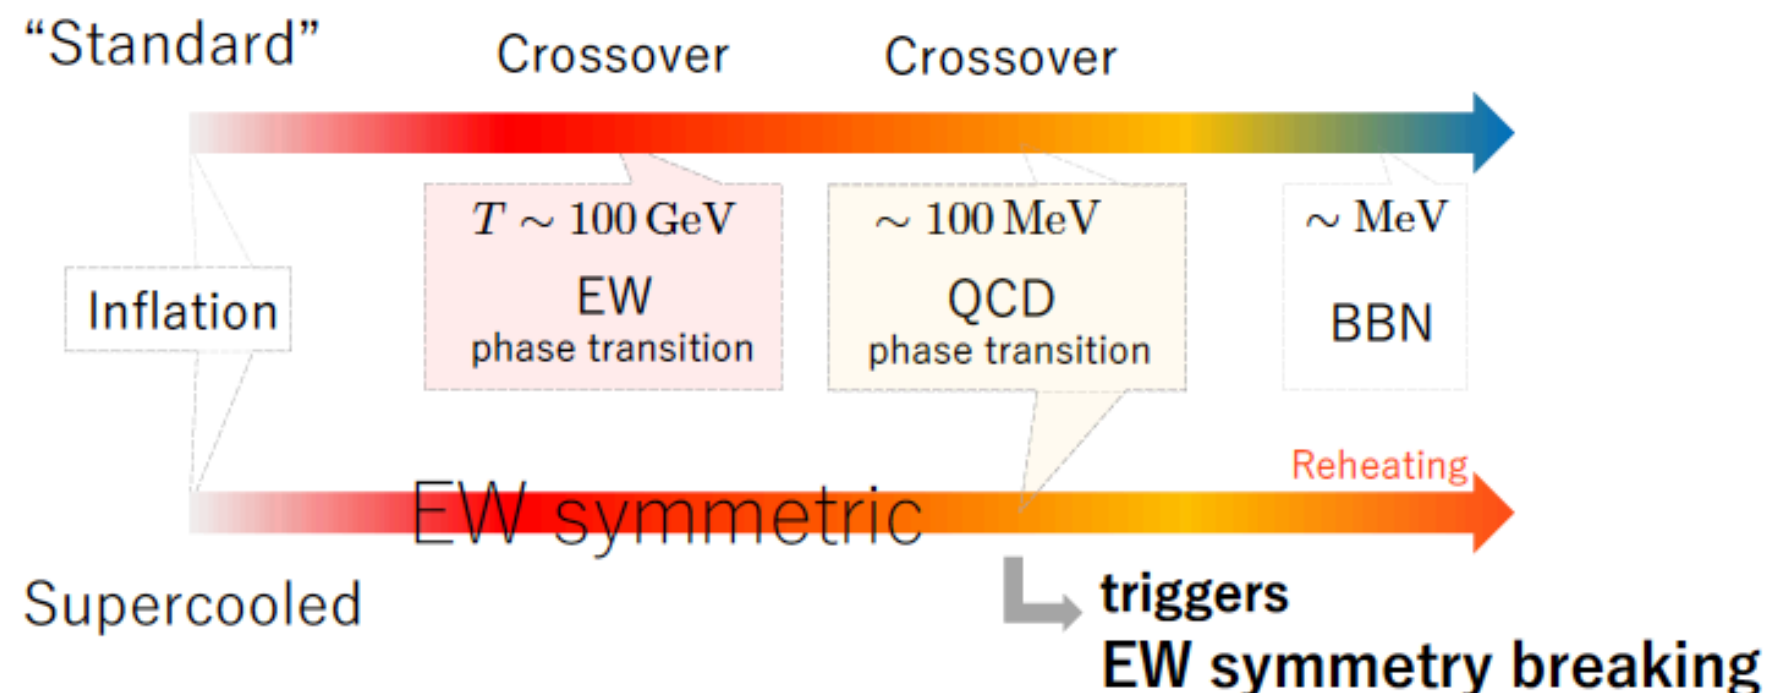 “Standard”
Crossover
Crossover
T ∼ 100 GeV
EW
phase transition
∼ 100 MeV
QCD
phase transition
∼ MeV
BBN
Inflation
Reheating
EW symmetric
Supercooled
triggers
EW symmetry breaking